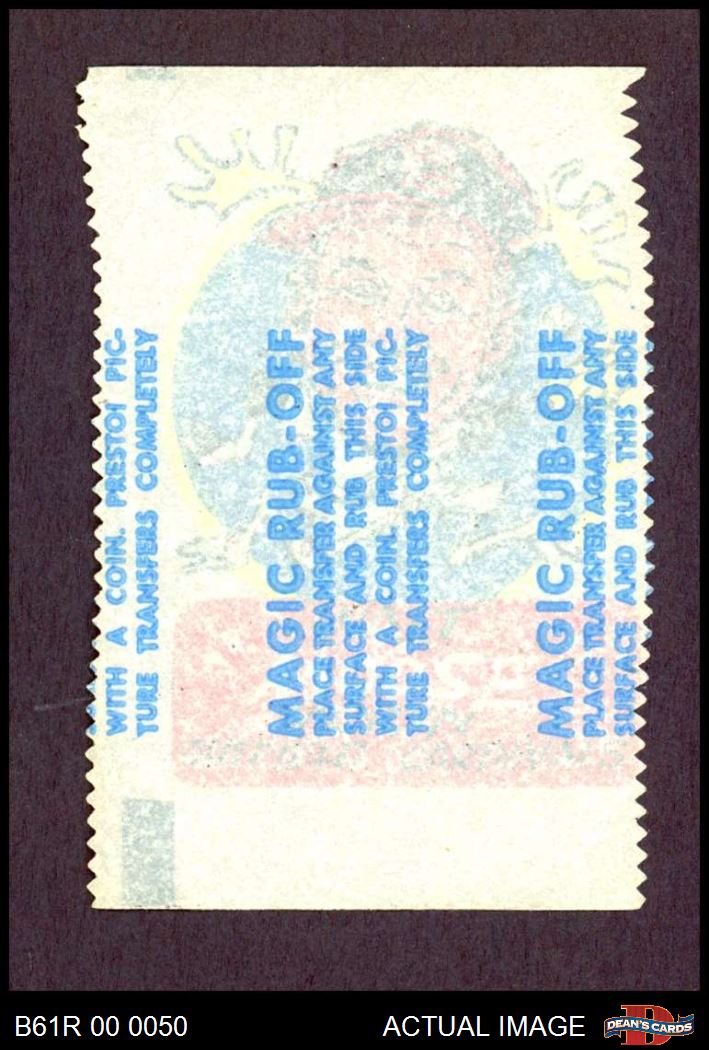 WITH A COIN. PRESTO! PIC-
TURE TRANSFERS COMPLETELY
MAGIC RUB-OFF
PLACE TRANSFER AGAINST ANY
SURFACE AND RUB THIS SIDE
WITH A COIN. PRESTO! PIC-
TURE TRANSFERS COMPLETELY
MAGIC RUB-OFF
PLACE TRANSFER AGAINST ANY
SURFACE AND RUB THIS SIDE
B61R 00 0050
ACTUAL IMAGE
D
DEAN'S CARDS